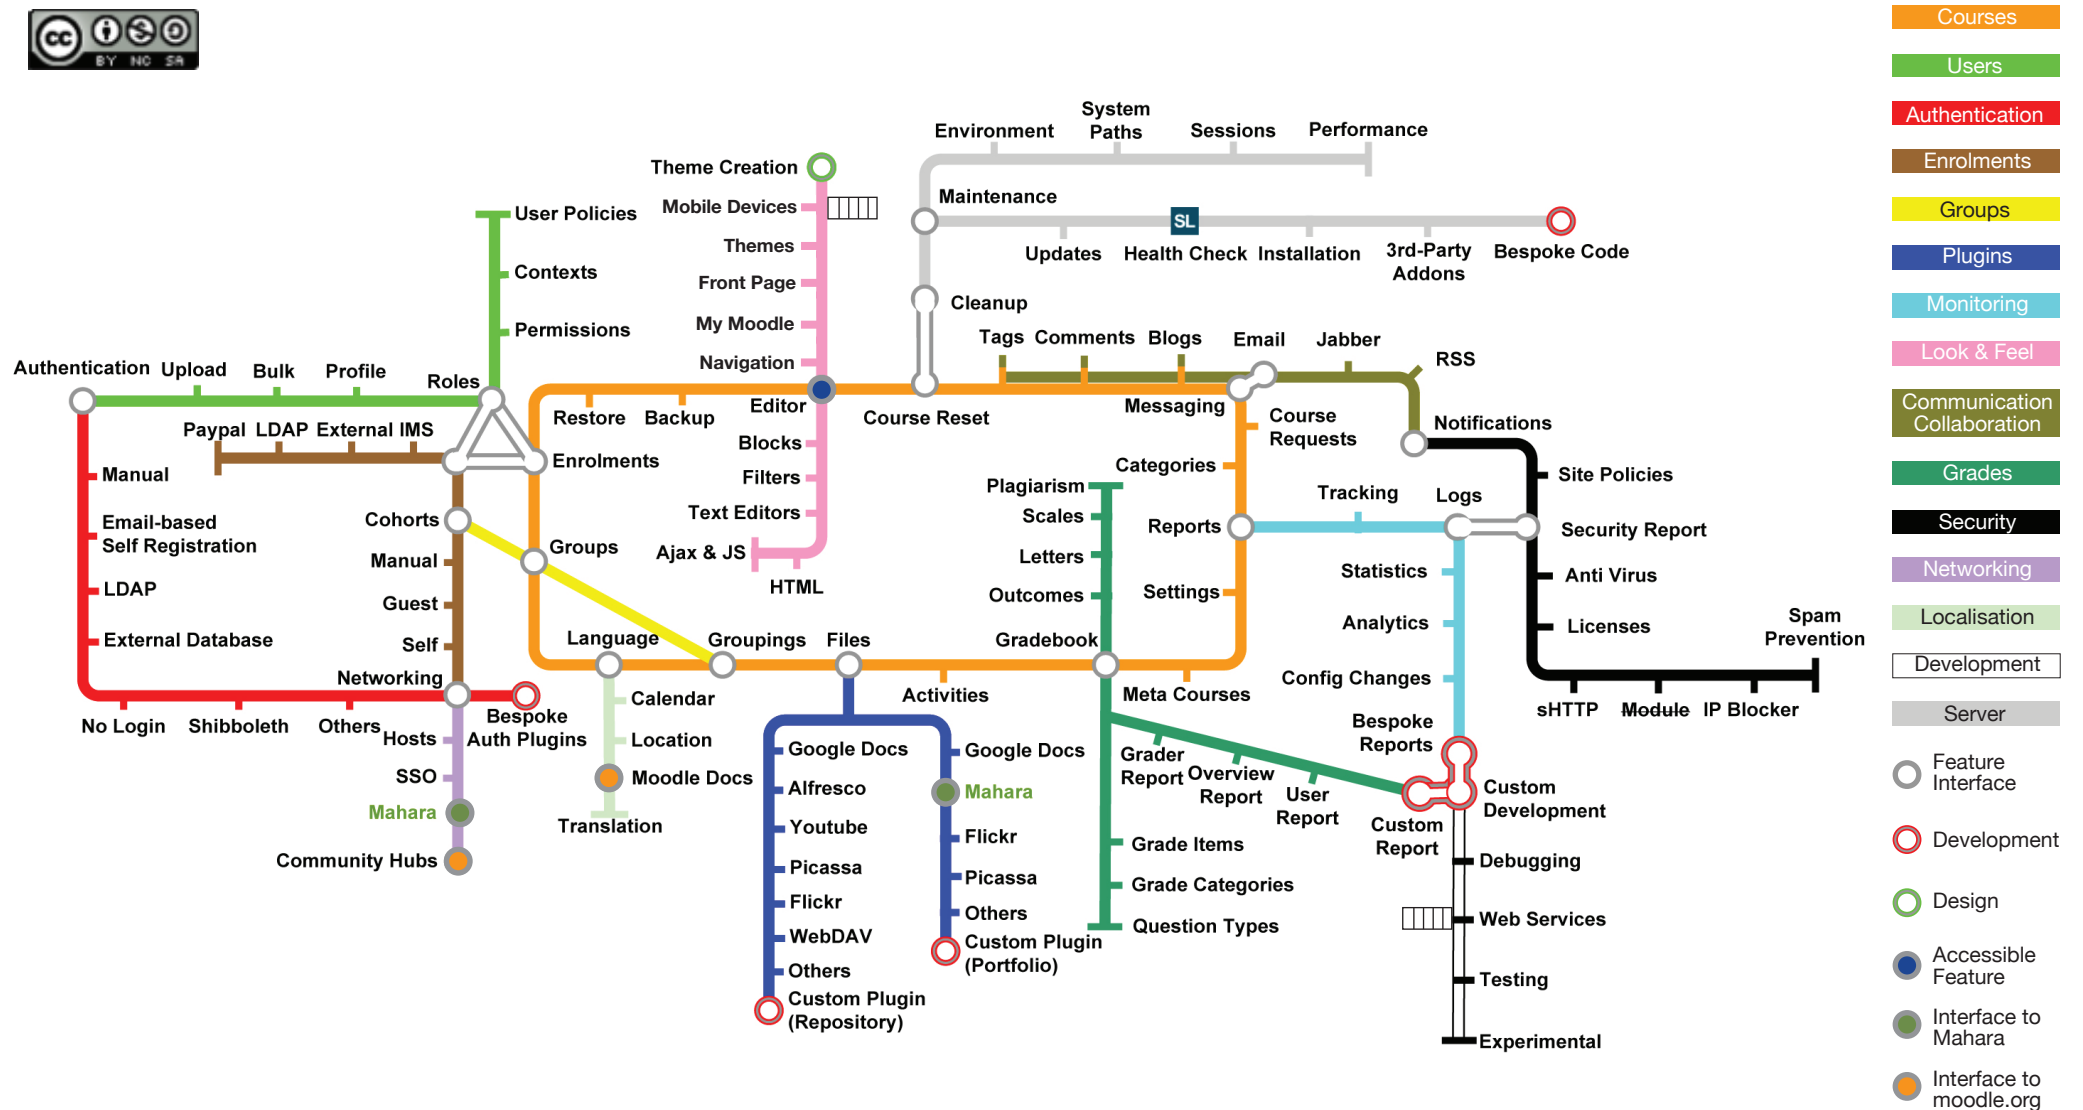 cc
BY NC SA
Courses
Users
Authentication
Enrolments
Groups
Plugins
Monitoring
Look & Feel
Communication
Collaboration
Grades
Security
Networking
Localisation
Development
Server
Feature
Interface
Development
Design
Accessible
Feature
Interface to
Mahara
Interface to
moodle.org
System
Paths
Environment
Sessions
Performance
Maintenance
SL
Updates
Health Check
Installation
3rd-Party
Addons
Bespoke Code
Cleanup
Course Reset
Theme Creation
Mobile Devices
Themes
Front Page
My Moodle
Navigation
Editor
Blocks
Filters
Text Editors
Ajax & JS
HTML
User Policies
Contexts
Permissions
Authentication
Upload
Bulk
Profile
Roles
Paypal
LDAP
External
IMS
Enrolments
Restore
Backup
Manual
Email-based
Self Registration
LDAP
External Database
No Login
Shibboleth
Others
Bespoke
Auth Plugins
Cohorts
Manual
Guest
Self
Networking
Hosts
SSO
Mahara
Community Hubs
Groups
Language
Groupings
Files
Calendar
Location
Moodle Docs
Translation
Activities
Google Docs
Alfresco
Youtube
Picassa
Flickr
WebDAV
Others
Custom Plugin
(Repository)
Google Docs
Mahara
Flickr
Picassa
Others
Custom Plugin
(Portfolio)
Tags
Comments
Blogs
Email
Jabber
RSS
Messaging
Notifications
Course
Requests
Categories
Reports
Settings
Plagiarism
Scales
Letters
Outcomes
Gradebook
Meta Courses
Grader
Report
Overview
Report
User
Report
Custom
Report
Grade Items
Grade Categories
Question Types
Tracking
Logs
Statistics
Analytics
Config Changes
Bespoke
Reports
Custom
Development
Debugging
Web Services
Testing
Experimental
Site Policies
Security Report
Anti Virus
Licenses
Spam
Prevention
sHTTP
Module
IP Blocker